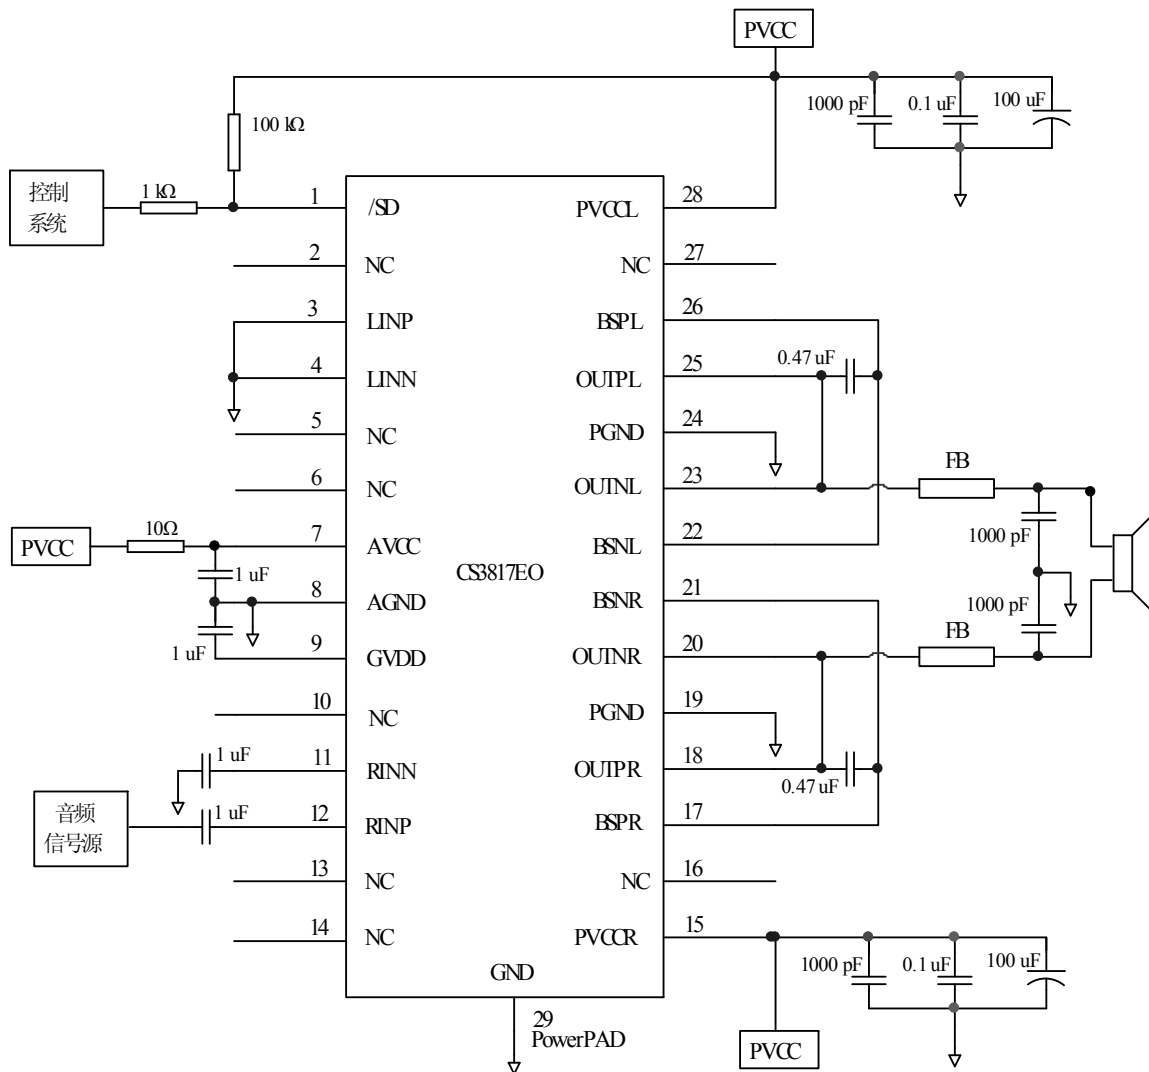 PVCC
1000 pF
0.1 uF
100 uF
100 kΩ
控制
系统
1 kΩ
1
/SD
PVCCL
28
2
NC
NC
27
3
LINP
BSPL
26
4
LINN
OUTPL
25
0.47 uF
5
NC
PGND
24
6
NC
OUTNL
23
FB
PVCC
10Ω
7
AVCC
BSNL
22
1000 pF
1 uF
CS3817EO
8
AGND
BSNR
21
1000 pF
1 uF
9
GVDD
OUTNR
20
FB
10
NC
PGND
19
1 uF
11
RINN
OUTPR
18
0.47 uF
音频
信号源
1 uF
12
RINP
BSPR
17
13
NC
NC
16
14
NC
PVCCR
15
GND
1000 pF
0.1 uF
100 uF
29
PowerPAD
PVCC